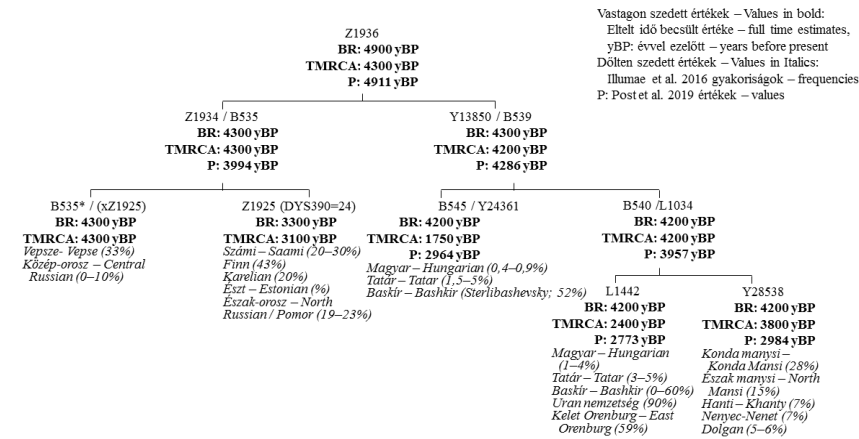 Vastagon szedett értékek – Values in bold:
Eltelt idő becsült értéke – full time estimates,
yBP: évvel ezelőtt – years before present
Dőlten szedett értékek – Values in Italics:
Illumae et al. 2016 gyakoriságok – frequencies
P: Post et al. 2019 értékek – values
Z1936
BR: 4900 yBP
TMRCA: 4300 yBP
P: 4911 yBP
Z1934 / B535
BR: 4300 yBP
TMRCA: 4300 yBP
P: 3994 yBP
Y13850 / B539
BR: 4300 yBP
TMRCA: 4200 yBP
P: 4286 yBP
B535* / (xZ1925)
BR: 4300 yBP
TMRCA: 4300 yBP
Vepsze- Vepse (33%)
Közép-orosz – Central
Russian (0–10%)
Z1925 (DYS390=24)
BR: 3300 yBP
TMRCA: 3100 yBP
Számi – Saami (20–30%)
Finn (43%)
Karelian (20%)
Észt – Estonian (%)
Észak-orosz – North
Russian / Pomor (19–23%)
B545 / Y24361
BR: 4200 yBP
TMRCA: 1750 yBP
P: 2964 yBP
Magyar – Hungarian (0,4–0,9%)
Tatár – Tatar (1,5–5%)
Baskír – Bashkir (Sterlibashevsky; 52%)
B540 /L1034
BR: 4200 yBP
TMRCA: 4200 yBP
P: 3957 yBP
L1442
BR: 4200 yBP
TMRCA: 2400 yBP
P: 2773 yBP
Magyar – Hungarian
(1–4%)
Tatár – Tatar (3–5%)
Baskír – Bashkir (0–60%)
Uran nemzetség (90%)
Kelet Orenburg – East
Orenburg (59%)
Y28538
BR: 4200 yBP
TMRCA: 3800 yBP
P: 2984 yBP
Konda manysi –
Konda Mansi (28%)
Észak manysi – North
Mansi (15%)
Hanti – Khanty (7%)
Nenyec-Nenet (7%)
Dolgan (5–6%)